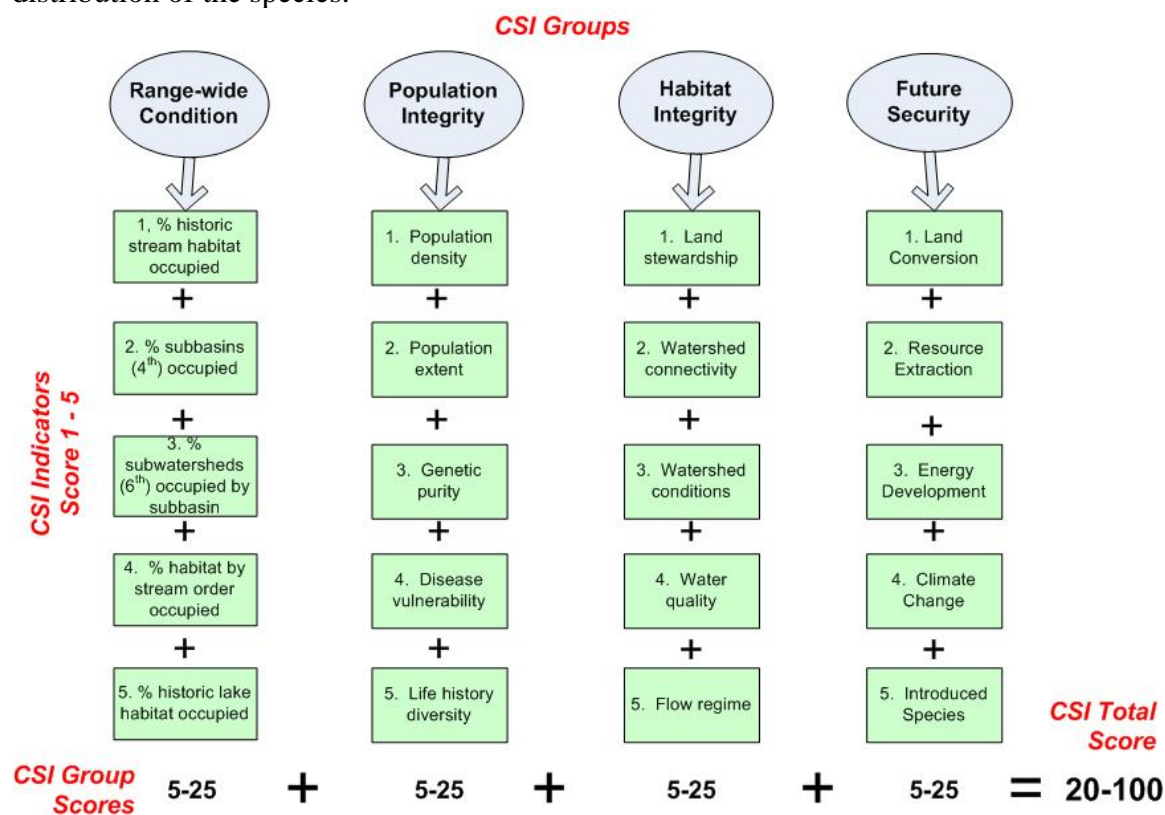 distribution of the species.
CSI Groups
Range-wide
Condition
Population
Integrity
Habitat
Integrity
Future
Security
CSI Indicators
Score 1 - 5
1, % historic
stream habitat
occupied
+
2. % subbasins
(4th) occupied
+
3. %
subwatersheds
(6th) occupied by
subbasin
+
4. % habitat by
stream order
occupied
+
5. % historic lake
habitat occupied
1. Population
density
+
2. Population
extent
+
3. Genetic
purity
+
4. Disease
vulnerability
+
5. Life history
diversity
1. Land
stewardship
+
2. Watershed
connectivity
+
3. Watershed
conditions
+
4. Water
quality
+
5. Flow regime
1. Land
Conversion
+
2. Resource
Extraction
+
3. Energy
Development
+
4. Climate
Change
+
5. Introduced
Species
CSI Total
Score
CSI Group
Scores
5-25 + 5-25 + 5-25 + 5-25 = 20-100